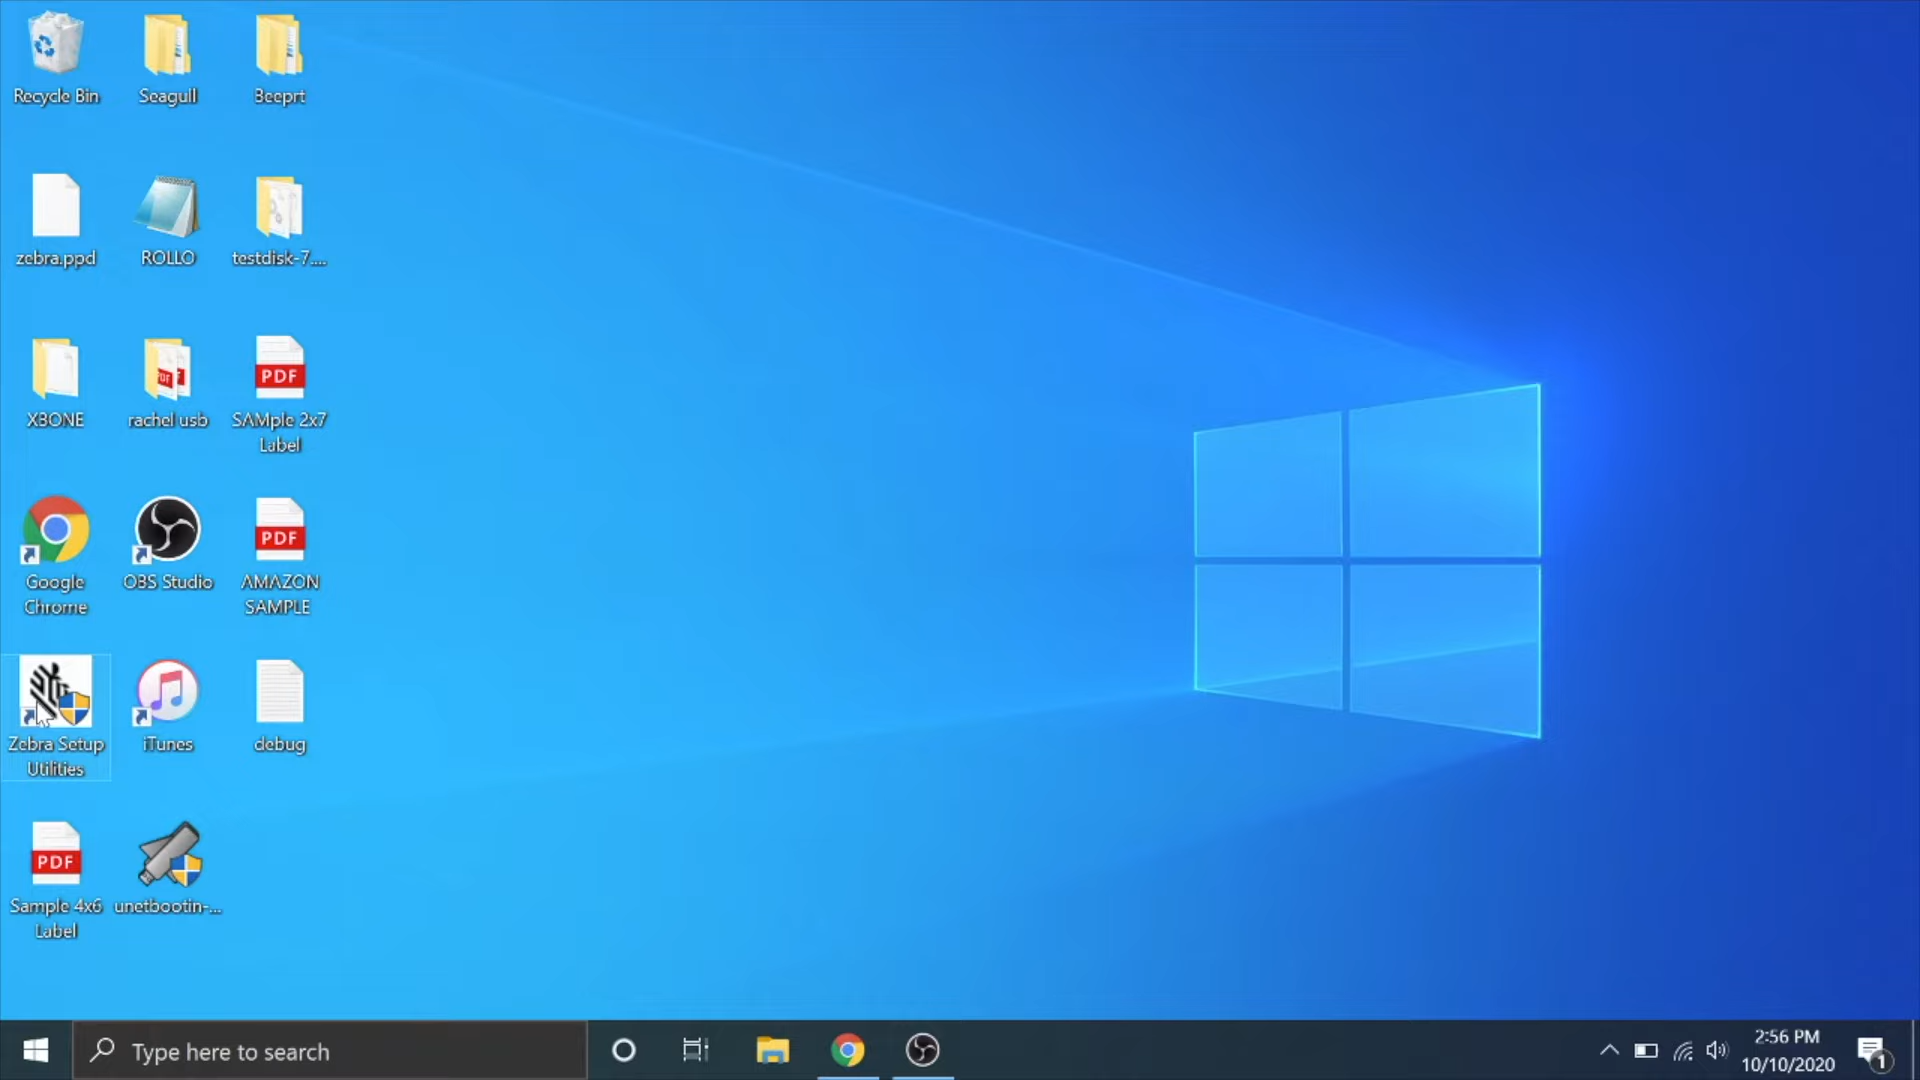 Recycle Bin
Seagull
Beeprt
zebra.ppd
ROLLO
testdisk-7....
XBONE
rachel usb
PDF
SAMple 2x7
Label
Google
Chrome
OBS Studio
PDF
AMAZON
SAMPLE
Zebra Setup
Utilities
iTunes
debug
PDF
Sample 4x6
Label
unetbootin-...
Type here to search
2:56 PM
10/10/2020
1